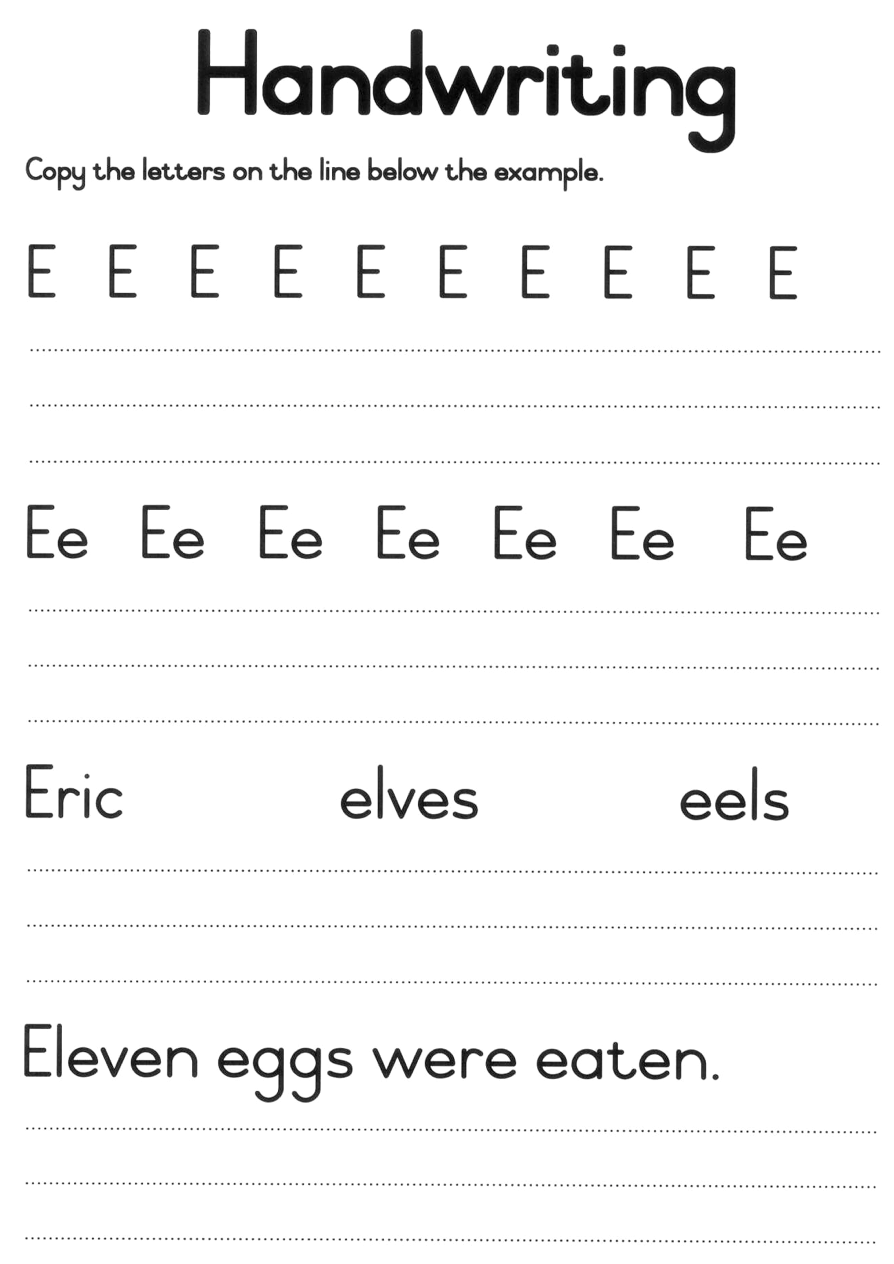 Handwriting
Copy the letters on the line below the example.
E E E E E E E E E E
Ee Ee Ee Ee Ee Ee Ee
Eric elves eels
Eleven eggs were eaten.